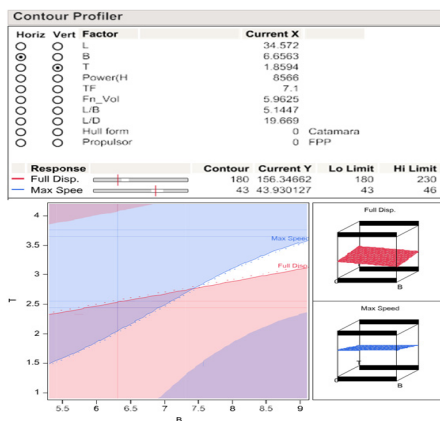 Contour Profiler
Horiz Vert Factor Current X
L 34.572
B 6.6563
T 1.8594
Power(H 8566
TF 7.1
Fn_Vol 5.9625
L/B 5.1447
L/D 19.669
Hull form 0 Catamara
Propulsor 0 FPP
Response Contour Current Y Lo Limit Hi Limit
Full Disp. 180 156.34662 180 230
Max Spee 43 43.930127 43 46
4
3.5
3
2.5
2
1.5
1
T
Max Speed
Full Disp
5.5 6 6.5 7 7.5 8 8.5 9
B
Full Disp.
B
Max Speed
T
B